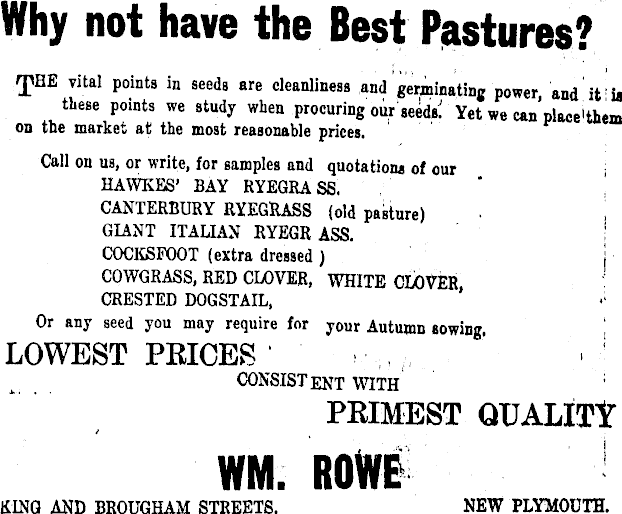 Why not have the Best Pastures?
THE vital points in seeds are cleanliness and germinating power, and it is
these points we study when procuring our seeds. Yet we can place them
on the market at the most reasonable prices.
Call on us, or write, for samples and quotations of our
HAWKES' BAY RYEGRASS.
CANTERBURY RYEGRASS (old pasture)
GIANT ITALIAN RYEGRASS.
COCKSFOOT (extra dressed)
COWGRASS, RED CLOVER, WHITE CLOVER,
CRESTED DOGSTAIL,
Or any seed you may require for your Autumn sowing.
LOWEST PRICES
CONSISTENT WITH
PRIMEST QUALITY
WM. ROWE
KING AND BROUGHAM STREETS. NEW PLYMOUTH.